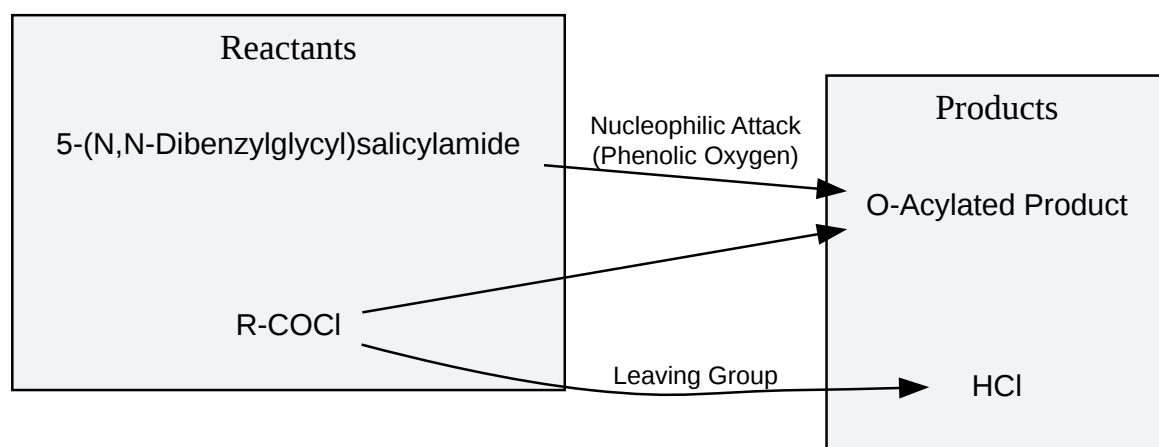 Reactants
5-(N,N-Dibenzylglycyl)salicylamide
R-COCl
Nucleophilic Attack
(Phenolic Oxygen)
Leaving Group
Products
O-Acylated Product
HCl